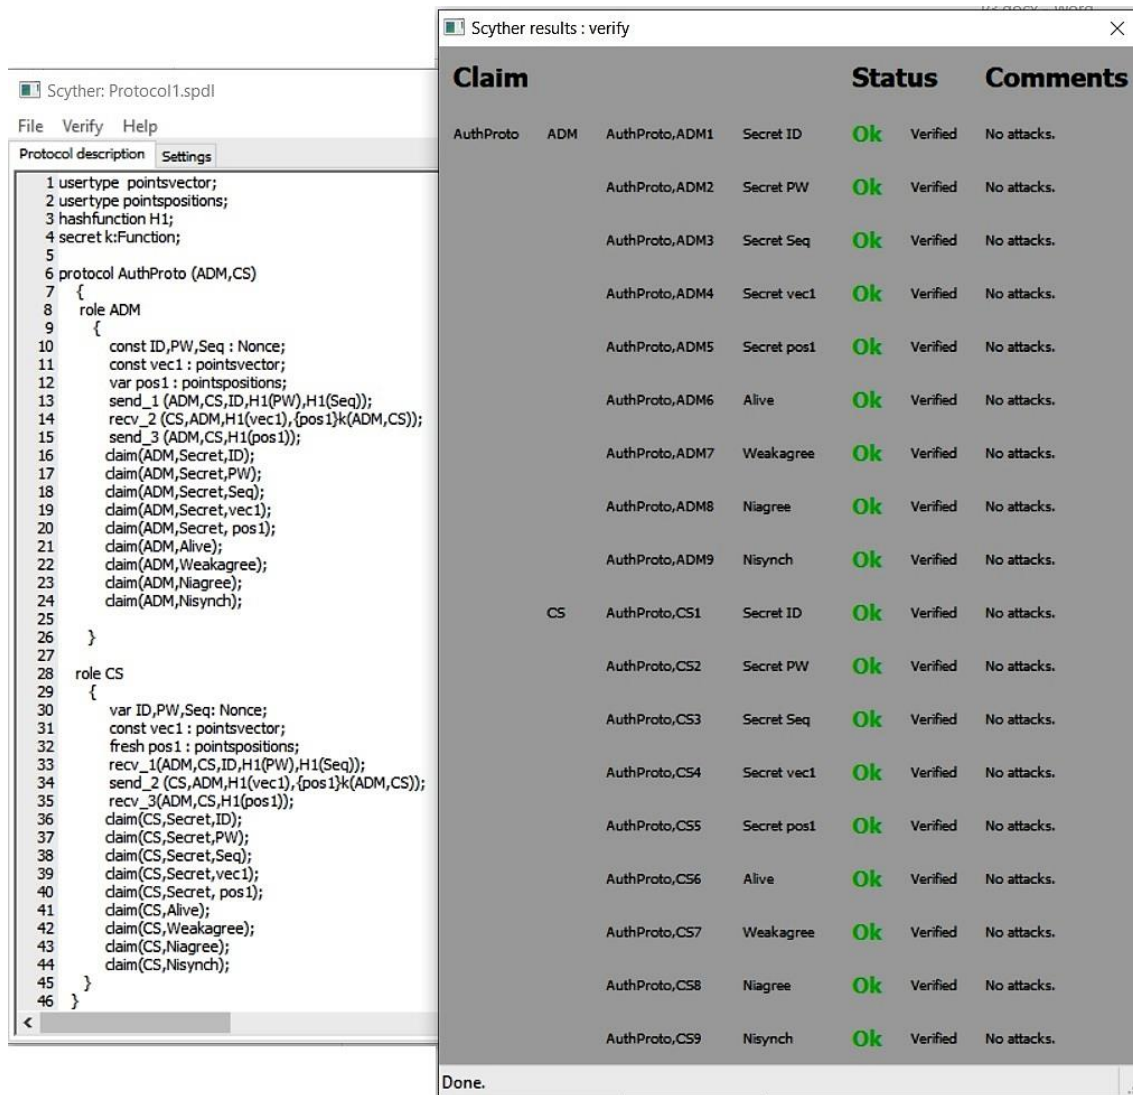 Scyther results : verify
Claim Status Comments
AuthProto ADM AuthProto,ADM1 Secret ID Ok Verified No attacks.
AuthProto,ADM2 Secret PW Ok Verified No attacks.
AuthProto,ADM3 Secret Seq Ok Verified No attacks.
AuthProto,ADM4 Secret vec1 Ok Verified No attacks.
AuthProto,ADM5 Secret pos1 Ok Verified No attacks.
AuthProto,ADM6 Alive Ok Verified No attacks.
AuthProto,ADM7 Weakagree Ok Verified No attacks.
AuthProto,ADM8 Niagree Ok Verified No attacks.
AuthProto,ADM9 Nisynch Ok Verified No attacks.
CS AuthProto,CS1 Secret ID Ok Verified No attacks.
AuthProto,CS2 Secret PW Ok Verified No attacks.
AuthProto,CS3 Secret Seq Ok Verified No attacks.
AuthProto,CS4 Secret vec1 Ok Verified No attacks.
AuthProto,CS5 Secret pos1 Ok Verified No attacks.
AuthProto,CS6 Alive Ok Verified No attacks.
AuthProto,CS7 Weakagree Ok Verified No attacks.
AuthProto,CS8 Niagree Ok Verified No attacks.
AuthProto,CS9 Nisynch Ok Verified No attacks.
Done.
Scyther: Protocol1.spdl
File Verify Help
Protocol description Settings
1 usertype pointsvector;
2 usertype pointspositions;
3 hashfunction H1;
4 secret k:Function;
5
6 protocol AuthProto (ADM,CS)
7 {
8 role ADM
9 {
10 const ID,PW,Seq : Nonce;
11 const vec1 : pointsvector;
12 var pos1 : pointspositions;
13 send_1 (ADM,CS,ID,H1(PW),H1(Seq));
14 recv_2 (CS,ADM,H1(vec1),{pos1}k(ADM,CS));
15 send_3 (ADM,CS,H1(pos1));
16 claim(ADM,Secret,ID);
17 claim(ADM,Secret,PW);
18 claim(ADM,Secret,Seq);
19 claim(ADM,Secret,vec1);
20 claim(ADM,Secret, pos1);
21 claim(ADM,Alive);
22 claim(ADM,Weakagree);
23 claim(ADM,Niagree);
24 claim(ADM,Nisynch);
25
26 }
27
28 role CS
29 {
30 var ID,PW,Seq: Nonce;
31 const vec1 : pointsvector;
32 fresh pos1 : pointspositions;
33 recv_1(ADM,CS,ID,H1(PW),H1(Seq));
34 send_2 (CS,ADM,H1(vec1),{pos1}k(ADM,CS));
35 recv_3(ADM,CS,H1(pos1));
36 claim(CS,Secret,ID);
37 claim(CS,Secret,PW);
38 claim(CS,Secret,Seq);
39 claim(CS,Secret,vec1);
40 claim(CS,Secret, pos1);
41 claim(CS,Alive);
42 claim(CS,Weakagree);
43 claim(CS,Niagree);
44 claim(CS,Nisynch);
45 }
46 }